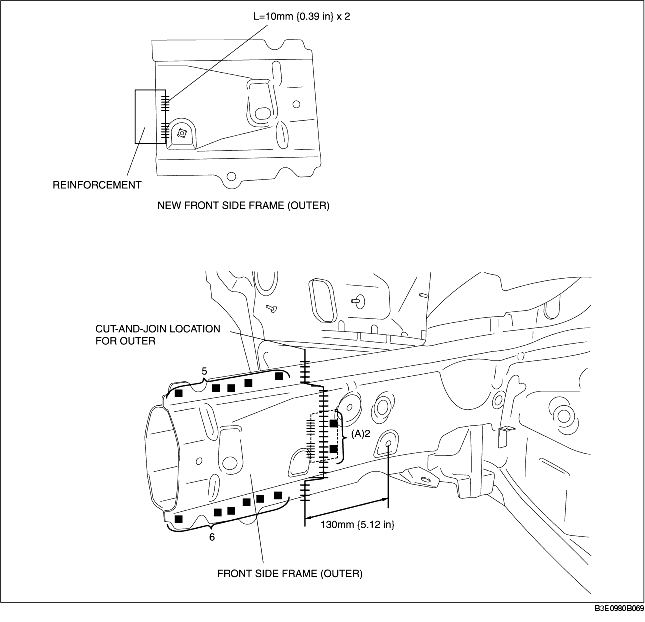 L=10mm {0.39 in} x 2
REINFORCEMENT
NEW FRONT SIDE FRAME (OUTER)
CUT-AND-JOIN LOCATION
FOR OUTER
5
(A)2
130mm {5.12 in}
6
FRONT SIDE FRAME (OUTER)
B3E0980B069